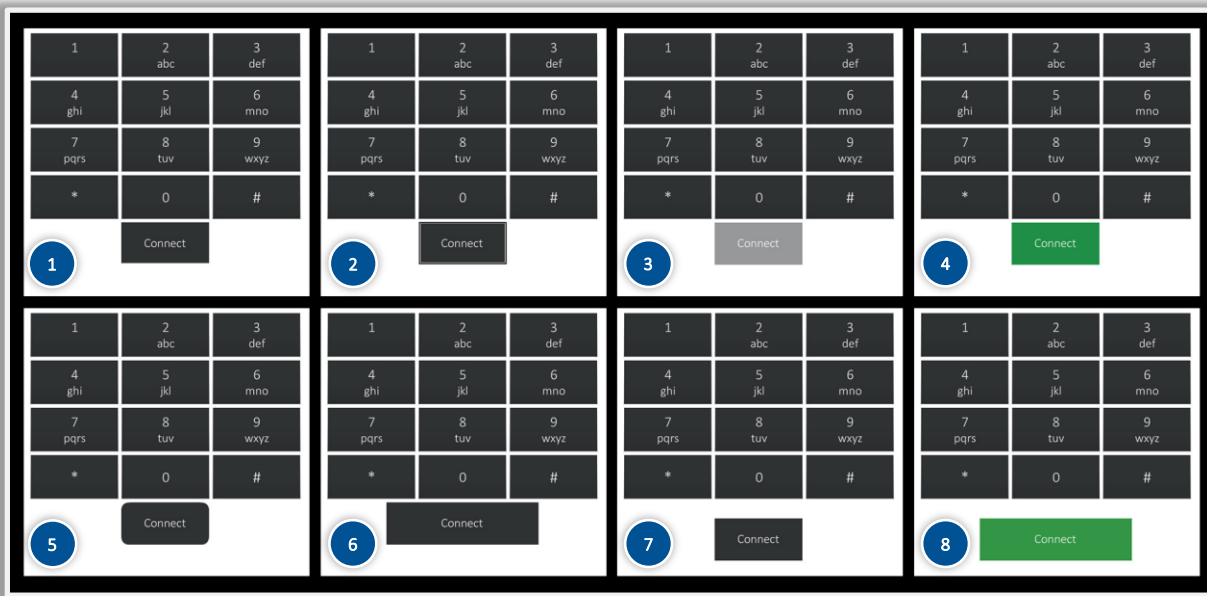 1 2 3
abc def
4 5 6
ghi jkl mno
7 8 9
pqrs tuv wxyz
* 0 #
Connect
1
1 2 3
abc def
4 5 6
ghi jkl mno
7 8 9
pqrs tuv wxyz
* 0 #
Connect
2
1 2 3
abc def
4 5 6
ghi jkl mno
7 8 9
pqrs tuv wxyz
* 0 #
Connect
3
1 2 3
abc def
4 5 6
ghi jkl mno
7 8 9
pqrs tuv wxyz
* 0 #
Connect
4
1 2 3
abc def
4 5 6
ghi jkl mno
7 8 9
pqrs tuv wxyz
* 0 #
Connect
5
1 2 3
abc def
4 5 6
ghi jkl mno
7 8 9
pqrs tuv wxyz
* 0 #
Connect
6
1 2 3
abc def
4 5 6
ghi jkl mno
7 8 9
pqrs tuv wxyz
* 0 #
Connect
7
1 2 3
abc def
4 5 6
ghi jkl mno
7 8 9
pqrs tuv wxyz
* 0 #
Connect
8